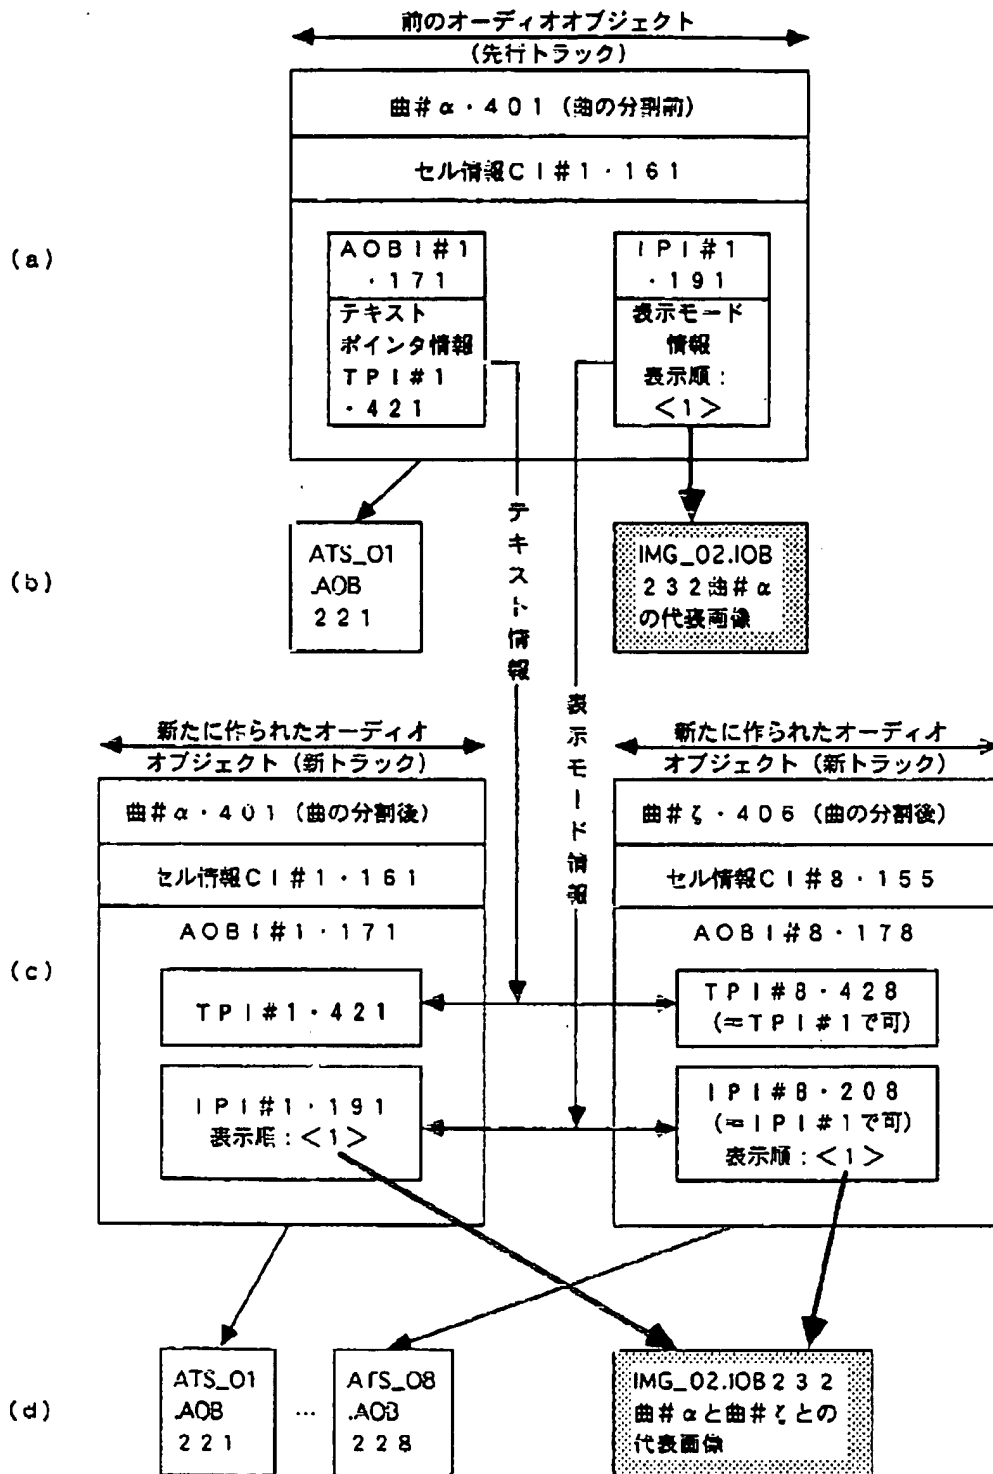 前のオーディオオブジェクト
(先行トラック)
曲#α・401(曲の分割前)
セル情報CI#1・161
(a)
AOBI#1
・171
テキスト
ポインタ情報
TPI#1
・421
IPI#1
・191
表示モード
情報
表示順:
<1>
テキスト情報
表示モード情報
(b)
ATS_01
.AOB
221
IMG_02.IOB
232曲#α
の代表画像
新たに作られたオーディオ
オブジェクト(新トラック)
曲#α・401(曲の分割後)
セル情報CI#1・161
AOBI#1・171
(c)
TPI#1・421
IPI#1・191
表示順:<1>
新たに作られたオーディオ
オブジェクト(新トラック)
曲#ζ・406(曲の分割後)
セル情報CI#8・155
AOBI#8・178
TPI#8・428
(=TPI#1で可)
IPI#8・208
(=IPI#1で可)
表示順:<1>
(d)
ATS_01
.AOB
221
…
ATS_08
.AOB
228
IMG_02.IOB232
曲#αと曲#ζとの
代表画像